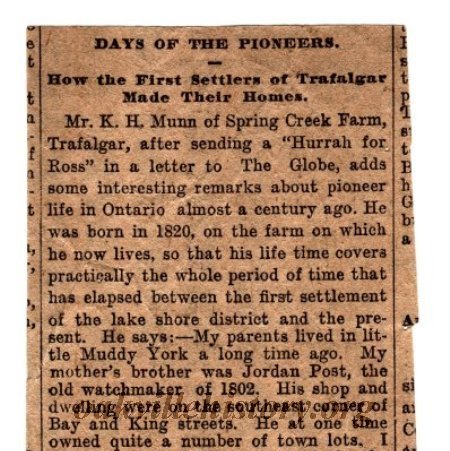 DAYS OF THE PIONEERS.
How the First Settlers of Trafalgar
Made Their Homes.
Mr. K. H. Munn of Spring Creek Farm,
Trafalgar, after sending a "Hurrah for
Ross" in a letter to The Globe, adds
some interesting remarks about pioneer
life in Ontario almost a century ago. He
was born in 1820, on the farm on which
he now lives, so that his life time covers
practically the whole period of time that
has elapsed between the first settlement
of the lake shore district and the pre-
sent. He says:—My parents lived in lit-
tle Muddy York a long time ago. My
mother's brother was Jordan Post, the
old watchmaker of 1802. His shop and
dwelling were on the southeast corner of
Bay and King streets. He at one time
owned quite a number of town lots. I